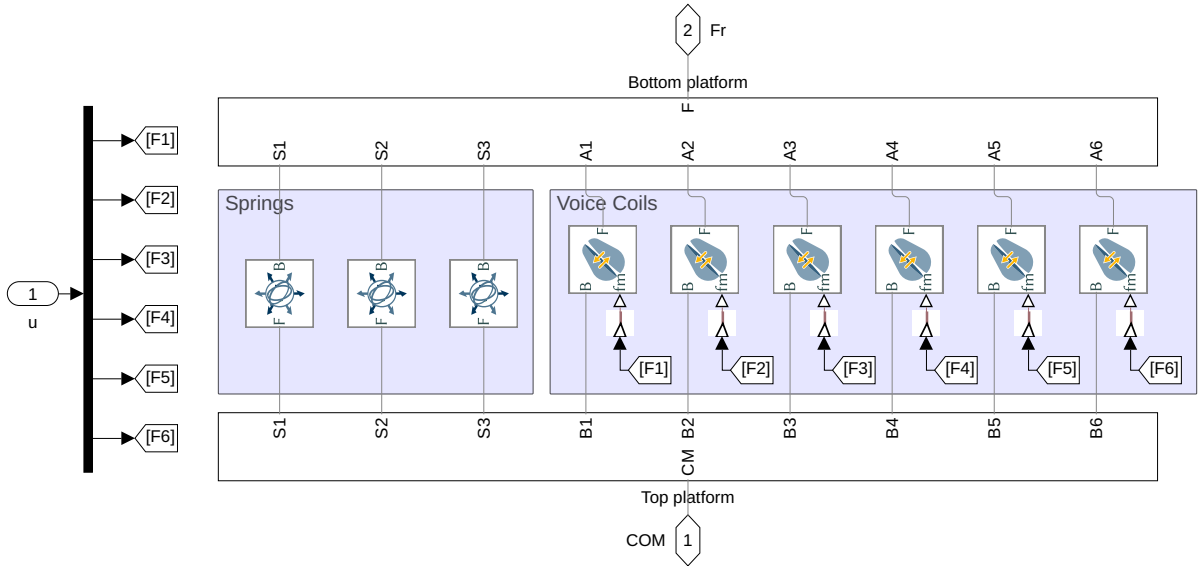 2 Fr
Bottom platform
F
S1 S2 S3 A1 A2 A3 A4 A5 A6
[F1]
[F2]
[F3]
[F4]
[F5]
[F6]
1
u
Springs
B B B
F F F
Voice Coils
F F F F F F
B fm B fm B fm B fm B fm B fm
[F1] [F2] [F3] [F4] [F5] [F6]
S1 S2 S3 B1 B2 B3 B4 B5 B6
CM
Top platform
COM 1